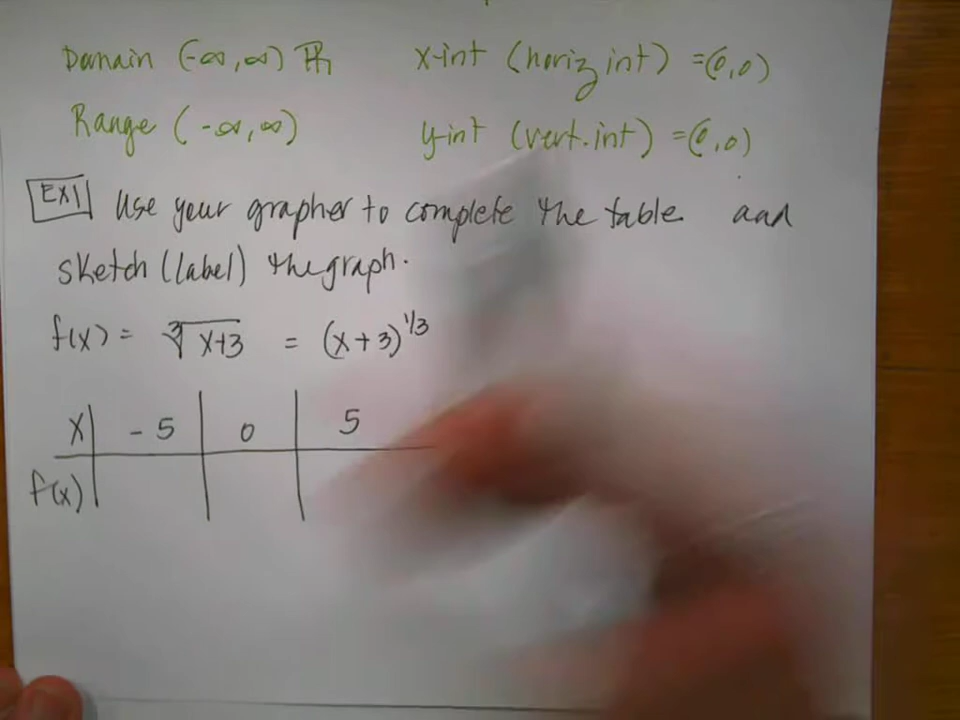 Domain (-∞,∞) x-int (horiz int) = (0,0)
Range (-∞,∞) y-int (vert. int) = (0,0)
EX1 Use your grapher to complete the table and
sketch (label) the graph.
f(x) = ∛x+3 = (x+3)^1/3
x -5 0 5
f(x)